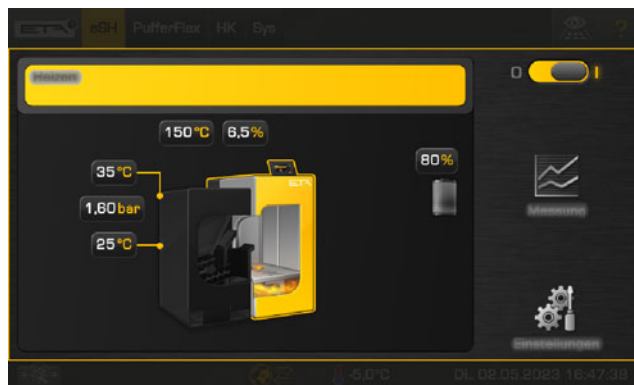 ETA eSH PufferFlex HK Sys ?
Heizen
0 I
150°C 6,5%
80%
35°C
ETA
1,60bar
25°C
Messung
Einstellungen
-5,0°C Di. 02.05.2023 16:47:38